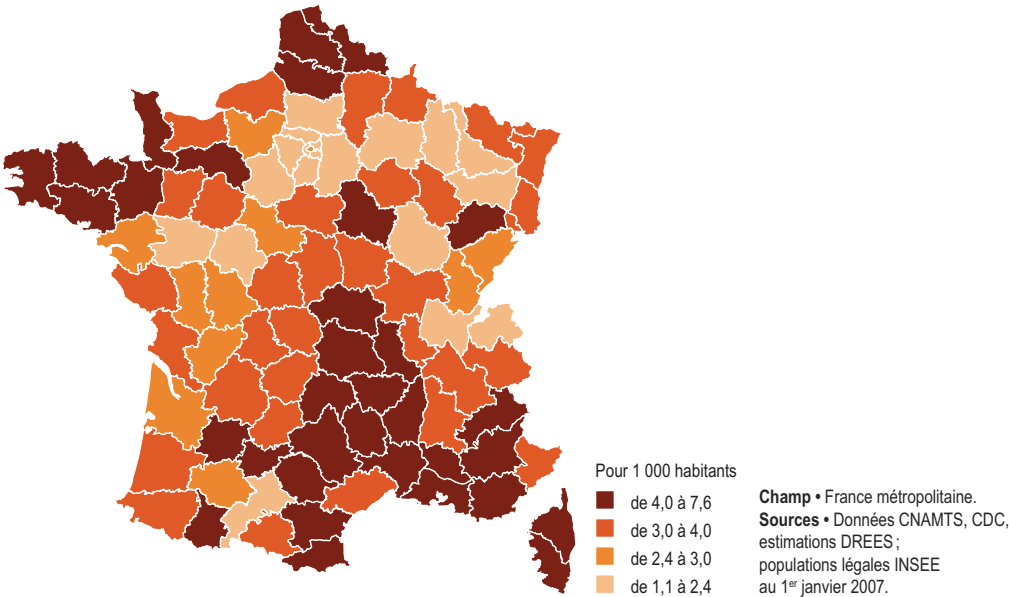 Pour 1 000 habitants
de 4,0 à 7,6
de 3,0 à 4,0
de 2,4 à 3,0
de 1,1 à 2,4
Champ • France métropolitaine.
Sources • Données CNAMTS, CDC,
estimations DREES ;
populations légales INSEE
au 1er janvier 2007.